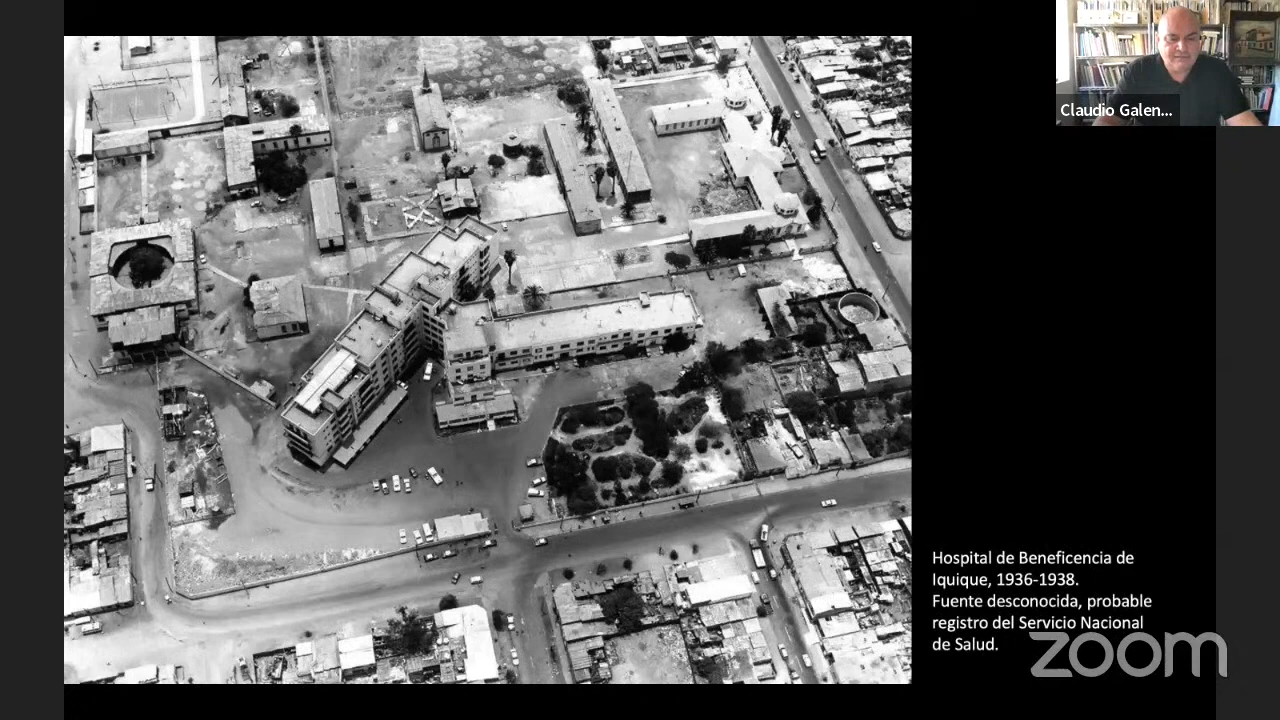 Claudio Galen...
Hospital de Beneficencia de
Iquique, 1936-1938.
Fuente desconocida, probable
registro del Servicio Nacional
de Salud.
zoom